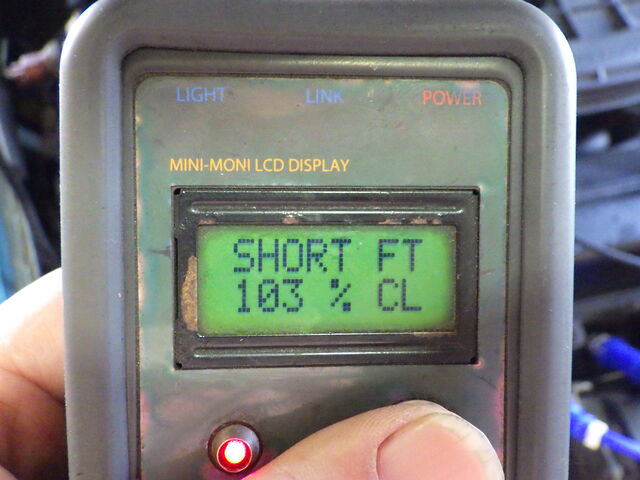 LIGHT LINK POWER
MINI-MONI LCD DISPLAY
SHORT FT
103 % CL